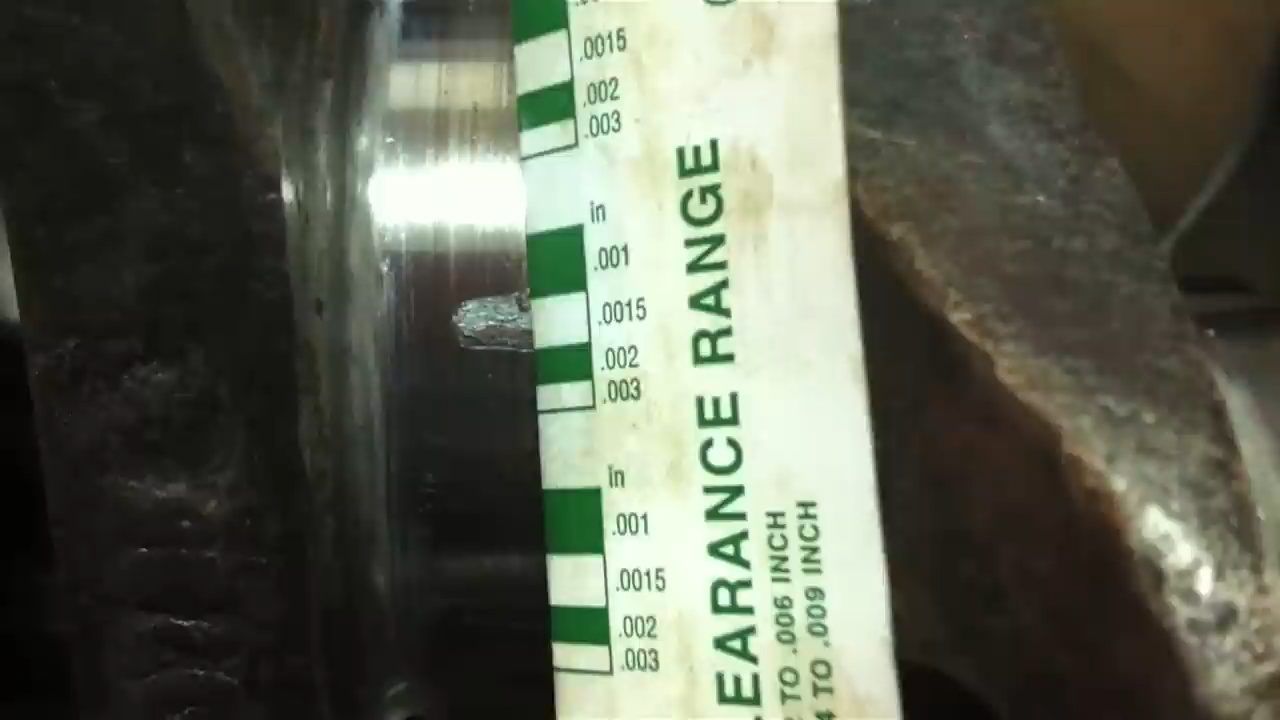 .0015
.002
.003
in
.001
.0015
.002
.003
in
.001
.0015
.002
.003
EARANCE RANGE
TO .006 INCH
TO .009 INCH